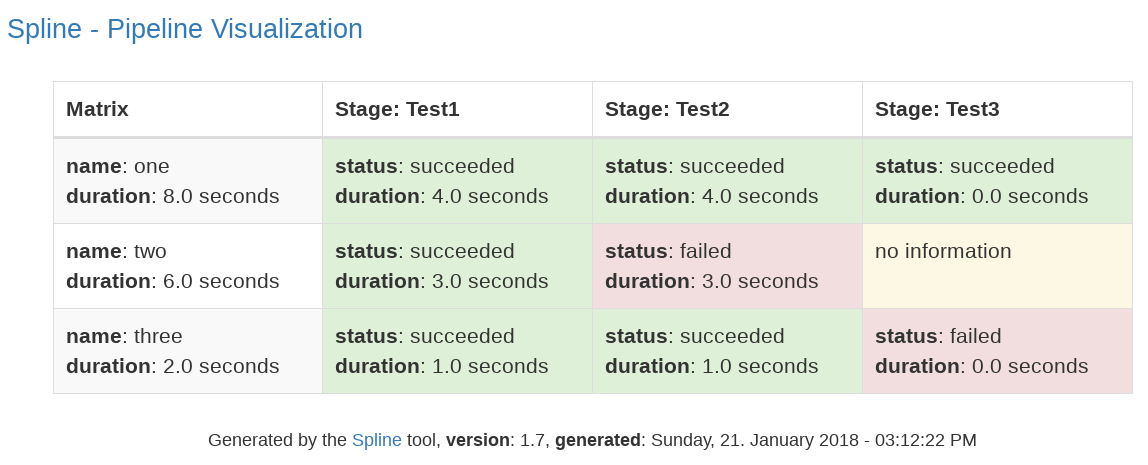 Spline - Pipeline Visualization
Matrix Stage: Test1 Stage: Test2 Stage: Test3
name: one status: succeeded status: succeeded status: succeeded
duration: 8.0 seconds duration: 4.0 seconds duration: 4.0 seconds duration: 0.0 seconds
name: two status: succeeded status: failed no information
duration: 6.0 seconds duration: 3.0 seconds duration: 3.0 seconds
name: three status: succeeded status: succeeded status: failed
duration: 2.0 seconds duration: 1.0 seconds duration: 1.0 seconds duration: 0.0 seconds
Generated by the Spline tool, version: 1.7, generated: Sunday, 21. January 2018 - 03:12:22 PM